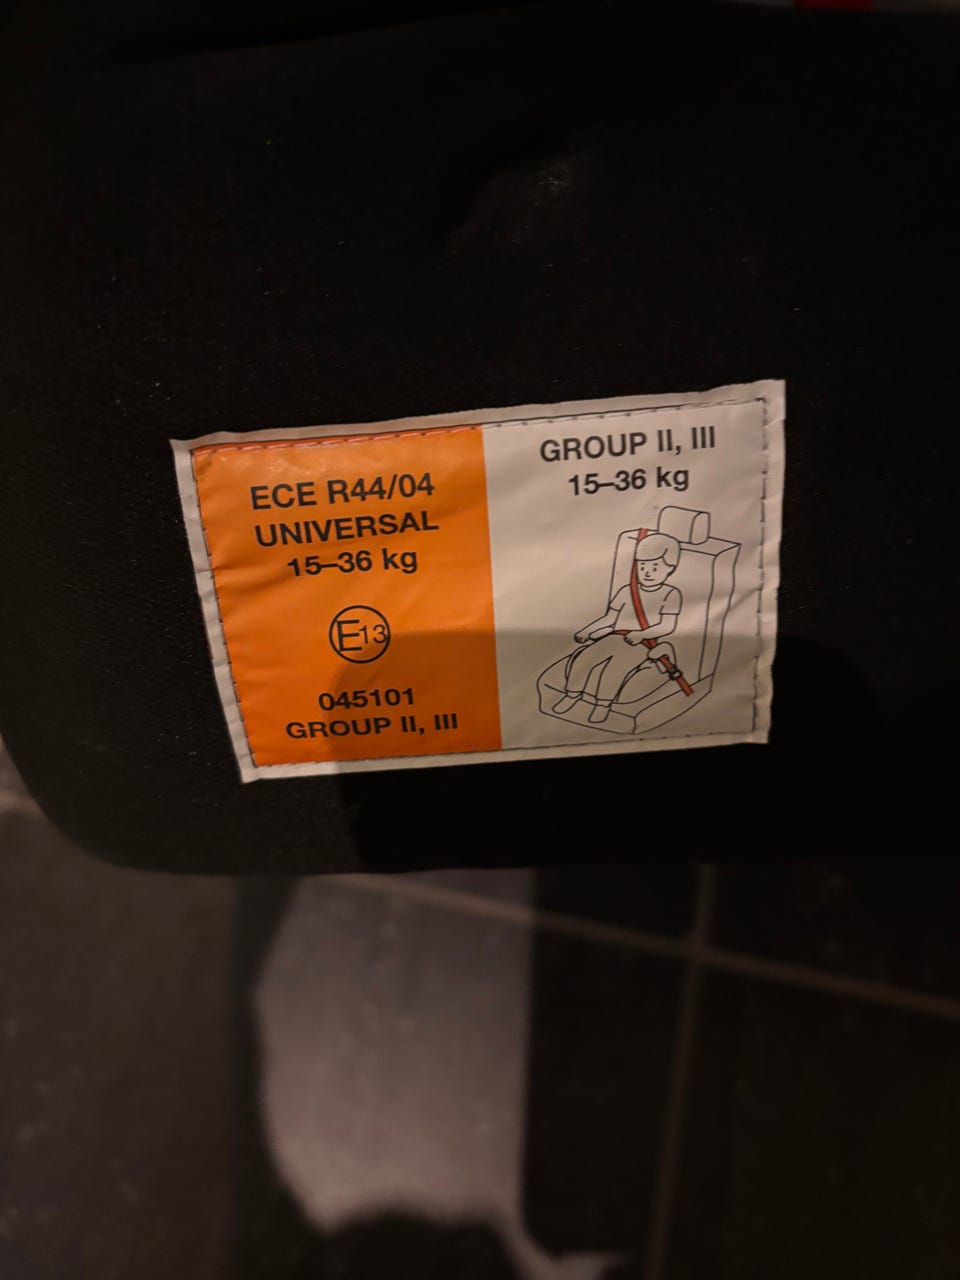 ECE R44/04
UNIVERSAL
15–36 kg
E13
045101
GROUP II, III
GROUP II, III
15–36 kg